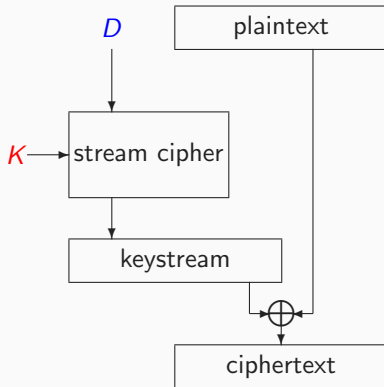 D
plaintext
K
stream cipher
keystream
ciphertext